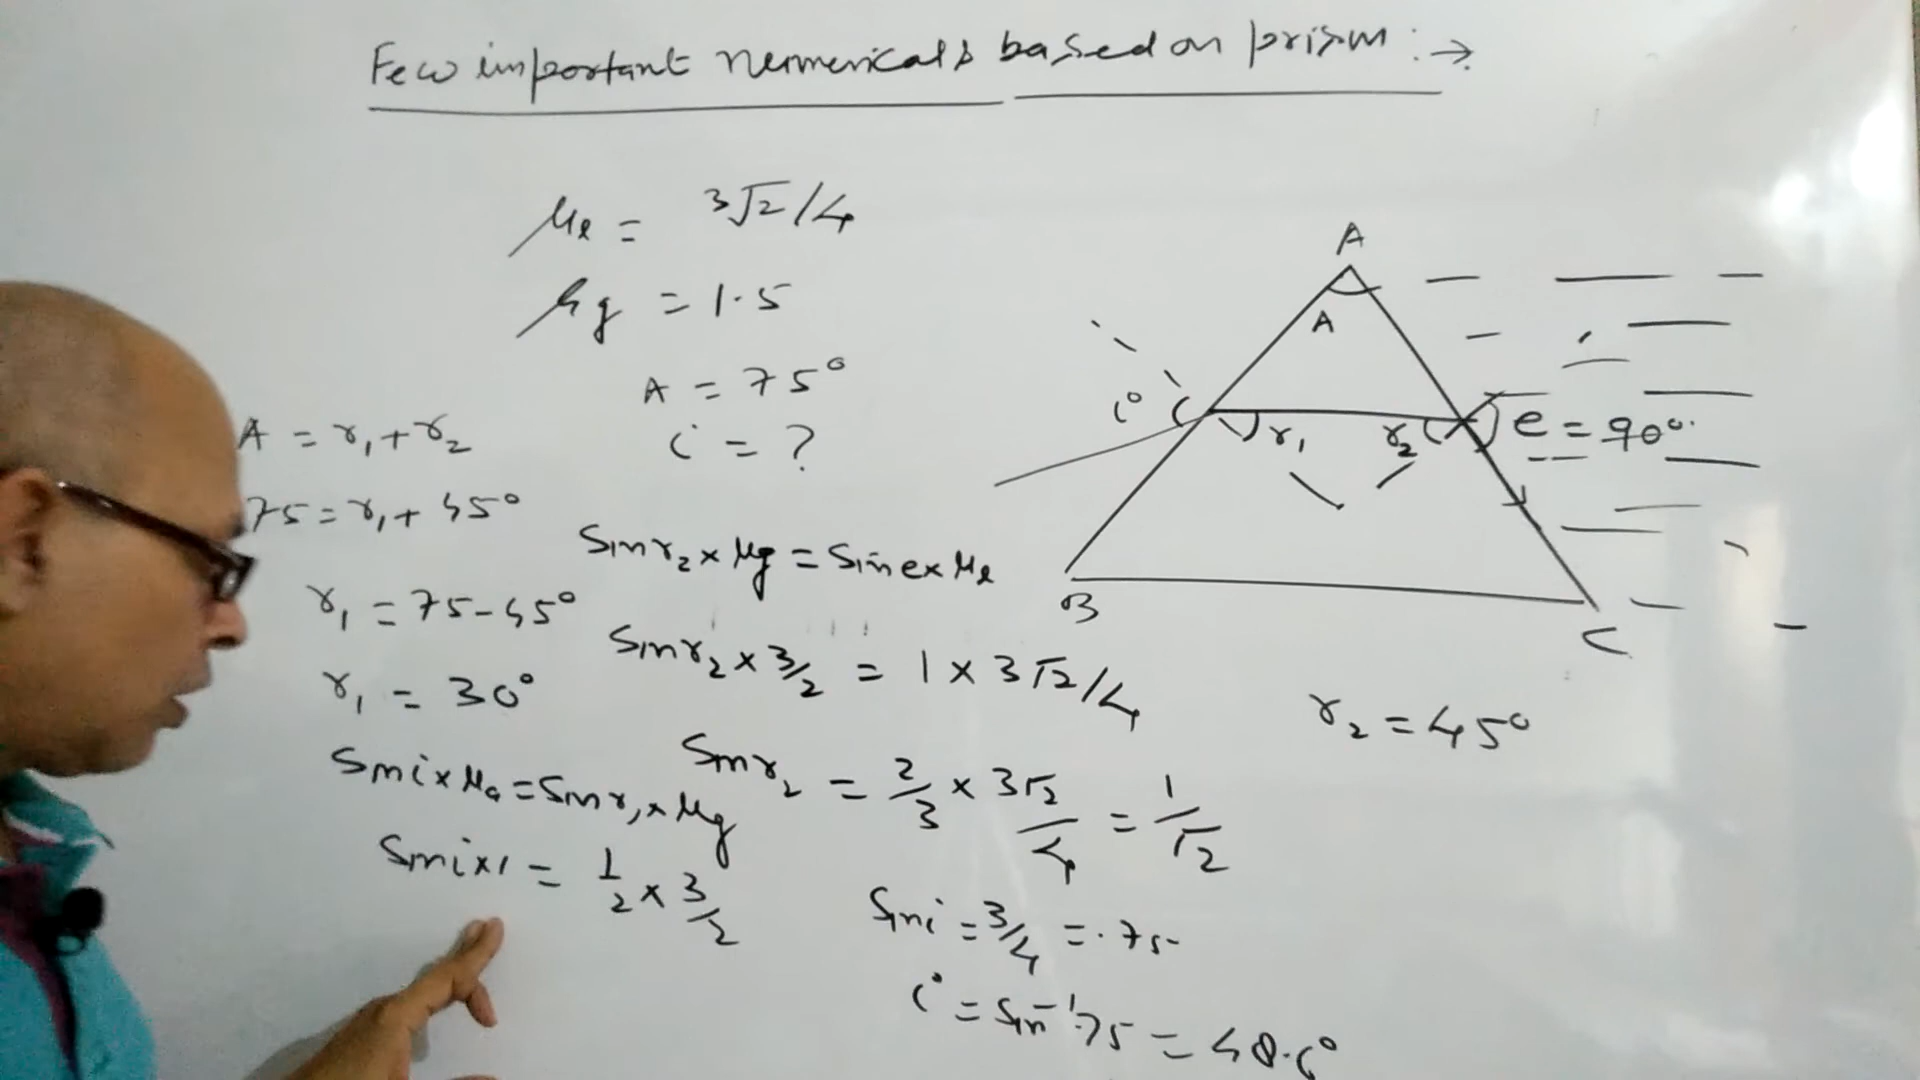 Few important numericals based on prism : →
μe = 3√2/4
μg = 1.5
A = 75°
i = ?
A = r₁ + r₂
75 = r₁ + 45°
r₁ = 75 - 45°
r₁ = 30°
Sin i × μa = Sin r₁ × μg
Sin i × 1 = 1/2 × 3/2
Sin r₂ × μg = Sin e × μe
Sin r₂ × 3/2 = 1 × 3√2/4
Sin r₂ = 2/3 × 3√2/4 = 1/√2
Sin i = 3/4 = .75
i = Sin⁻¹ .75 = 48.6°
A
A
i°
r₁
r₂
e = 90°
B
C
r₂ = 45°